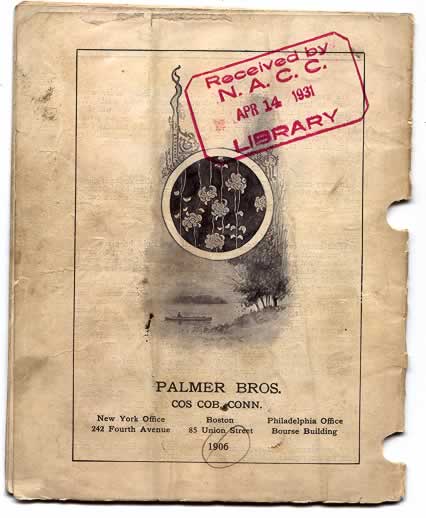 Received by
N. A. C. C.
APR 14 1931
LIBRARY
PALMER BROS.
COS COB, CONN.
New York Office Boston Philadelphia Office
242 Fourth Avenue 85 Union Street Bourse Building
1906